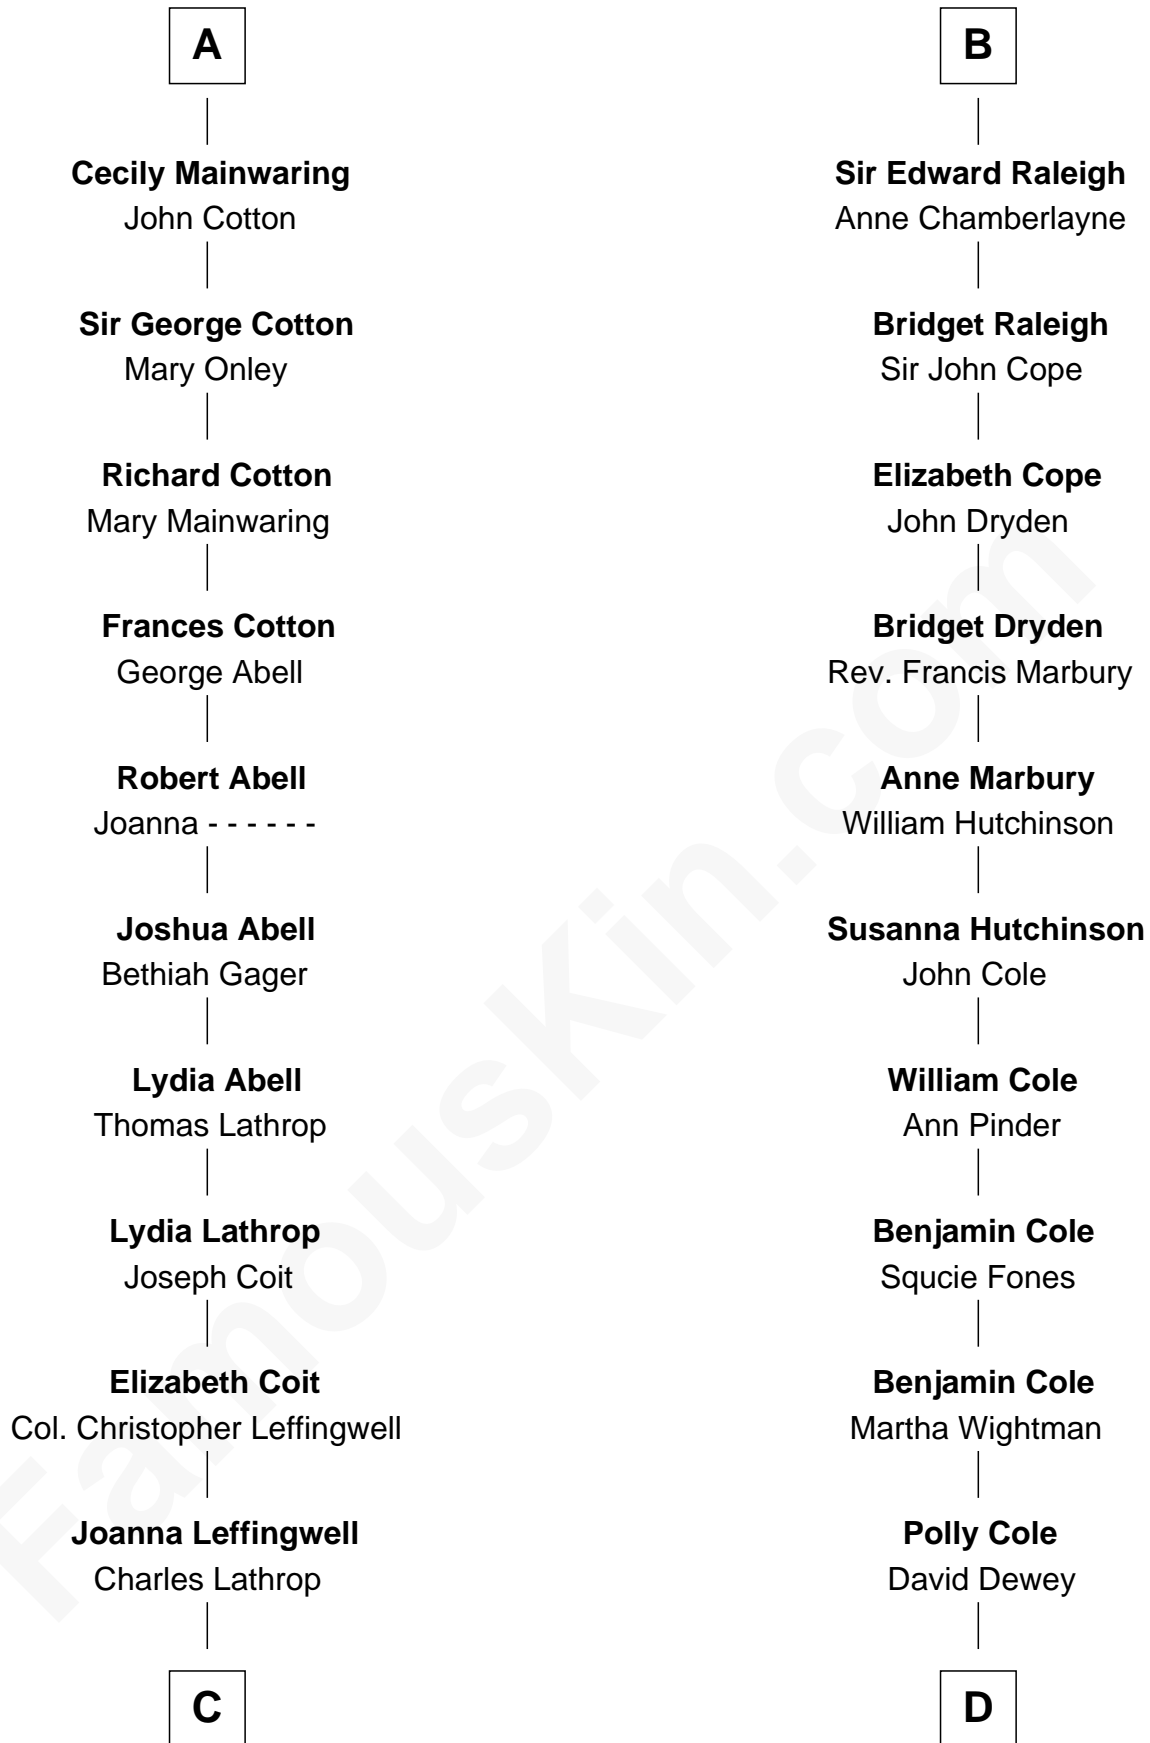 A
Cecily Mainwaring
John Cotton
Sir George Cotton
Mary Onley
Richard Cotton
Mary Mainwaring
Frances Cotton
George Abell
Robert Abell
Joanna - - - - - -
Joshua Abell
Bethiah Gager
Lydia Abell
Thomas Lathrop
Lydia Lathrop
Joseph Coit
Elizabeth Coit
Col. Christopher Leffingwell
Joanna Leffingwell
Charles Lathrop
C
B
Sir Edward Raleigh
Anne Chamberlayne
Bridget Raleigh
Sir John Cope
Elizabeth Cope
John Dryden
Bridget Dryden
Rev. Francis Marbury
Anne Marbury
William Hutchinson
Susanna Hutchinson
John Cole
William Cole
Ann Pinder
Benjamin Cole
Squcie Fones
Benjamin Cole
Martha Wightman
Polly Cole
David Dewey
D
FamousKin.com